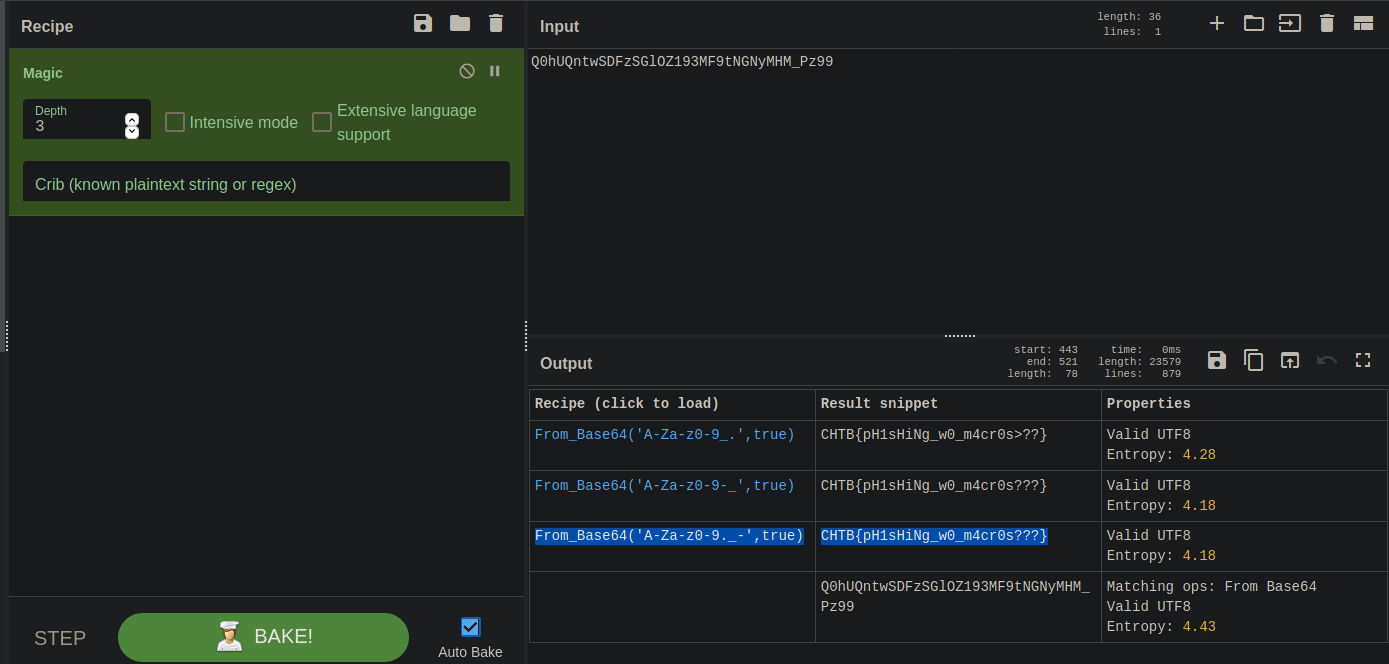 Recipe
Magic
Depth
3
Intensive mode
Extensive language
support
Crib (known plaintext string or regex)
STEP
BAKE!
Auto Bake
Input
length: 36
lines: 1
Q0hUQntwSDFzSGlOZ193MF9tNGNyMHM_Pz99
Output
start: 443
end: 521
length: 78
time: 0ms
length: 23579
lines: 879
Recipe (click to load) Result snippet Properties
From_Base64('A-Za-z0-9_.',true) CHTB{pH1sHiNg_w0_m4cr0s>??} Valid UTF8
Entropy: 4.28
From_Base64('A-Za-z0-9-_',true) CHTB{pH1sHiNg_w0_m4cr0s???} Valid UTF8
Entropy: 4.18
From_Base64('A-Za-z0-9._-',true) CHTB{pH1sHiNg_w0_m4cr0s???} Valid UTF8
Entropy: 4.18
Q0hUQntwSDFzSGlOZ193MF9tNGNyMHM_ Matching ops: From Base64
Pz99 Valid UTF8
Entropy: 4.43